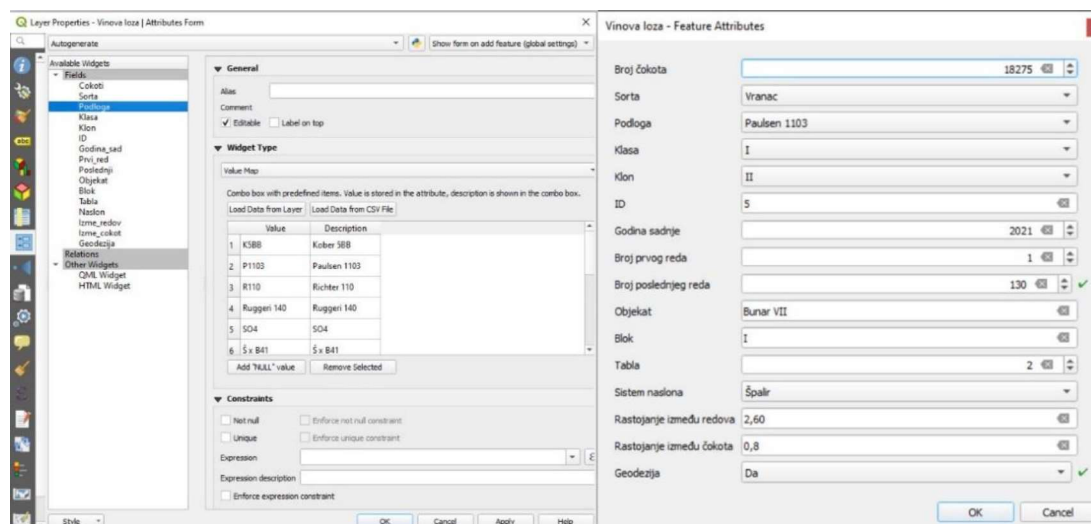 Layer Properties - Vinova loza | Attributes Form
Autogenerate
Show form on add feature (global settings)
Available Widgets
Fields
Cokoti
Sorta
Podloga
Klasa
Klon
ID
Godina_sad
Prvi_red
Poslednji
Objekat
Blok
Tabla
Naslon
Izme_redov
Izme_cokot
Geodezija
Relations
Other Widgets
QML Widget
HTML Widget
Style
General
Alias
Comment
Editable Label on top
Widget Type
Value Map
Combo box with predefined items. Value is stored in the attribute, description is shown in the combo box.
Load Data from Layer Load Data from CSV File
Value Description
1 K5BB Kober 5BB
2 P1103 Paulsen 1103
3 R110 Richter 110
4 Ruggeri 140 Ruggeri 140
5 SO4 SO4
6 Š x B41 Š x B41
Add "NULL" value Remove Selected
Constraints
Not null Enforce not null constraint
Unique Enforce unique constraint
Expression
Expression description
Enforce expression constraint
OK Cancel Apply Help
Vinova loza - Feature Attributes
Broj čokota 18275
Sorta Vranac
Podloga Paulsen 1103
Klasa I
Klon II
ID 5
Godina sadnje 2021
Broj prvog reda 1
Broj poslednjeg reda 130
Objekat Bunar VII
Blok I
Tabla 2
Sistem naslona Špalir
Rastojanje između redova 2,60
Rastojanje između čokota 0,8
Geodezija Da
OK Cancel